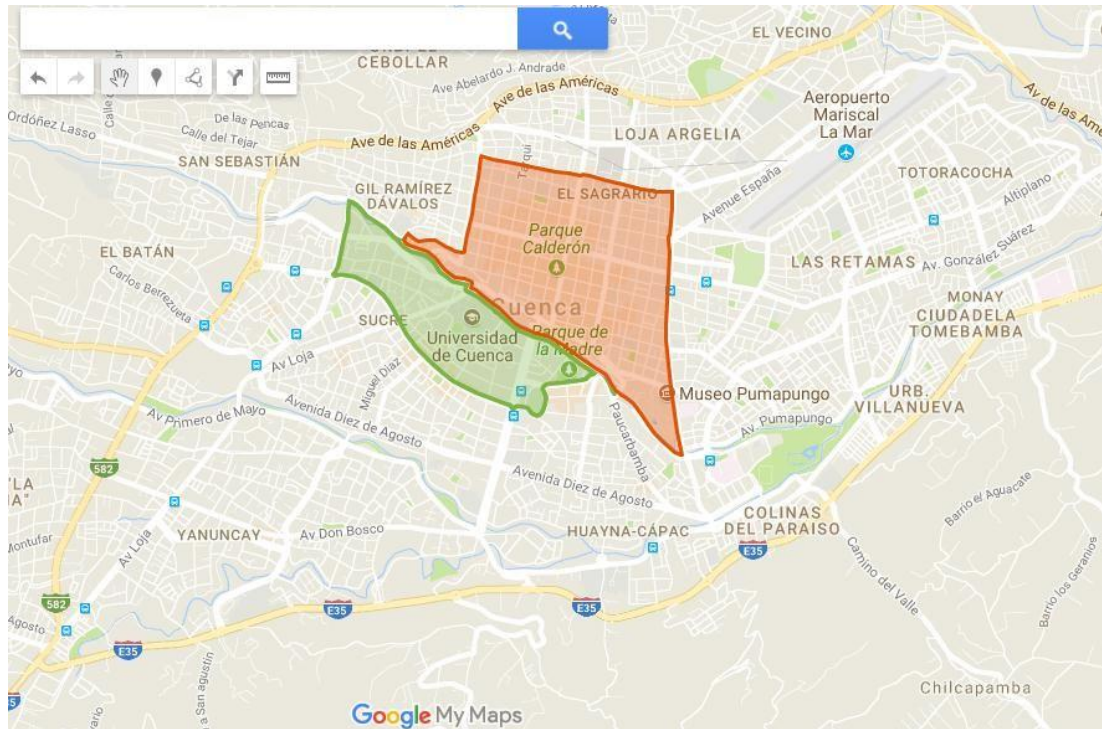 EL VECINO
CEBOLLAR
Ave Abelardo J. Andrade
Ave de las Américas
Av de las Am
Aeropuerto
Mariscal
La Mar
Ordóñez Lasso
De las Pencas
Calle del Tejar
Ave de las Américas
LOJA ARGELIA
SAN SEBASTIÁN
TOTORACOCHA
GIL RAMÍREZ
DÁVALOS
EL SAGRARIO
Avenue España
Altiplano
Parque
Calderón
EL BATÁN
LAS RETAMAS
Av. González Suárez
Carlos Berrezueta
MONAY
CIUDADELA
TOMEBAMBA
Cuenca
SUCRE
Universidad
de Cuenca
Parque de
la Madre
Av Loja
Miguel Díaz
Museo Pumapungo
URB.
VILLANUEVA
Av Primero de Mayo
Avenida Diez de Agosto
Paucarbamba
Av. Pumapungo
582
"LA
A"
Avenida Diez de Agosto
Barrio el Aguacate
COLINAS
DEL PARAISO
YANUNCAY
Av Don Bosco
HUAYNA-CÁPAC
Montufar
Av Loja
E35
Camino del Valle
Barrio los Geranios
582
E35
E35
Agosto
E35
a San agustín
Chilcapamba
Google My Maps